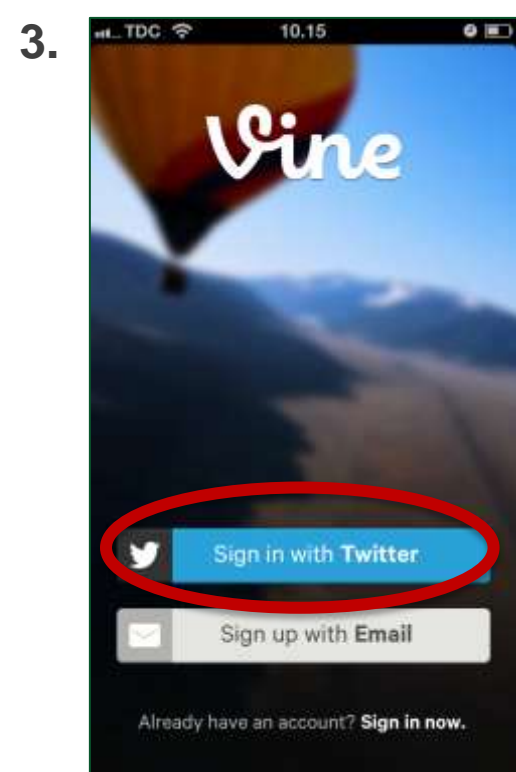 3.
TDC 10.15
Vine
Sign in with Twitter
Sign up with Email
Already have an account? Sign in now.